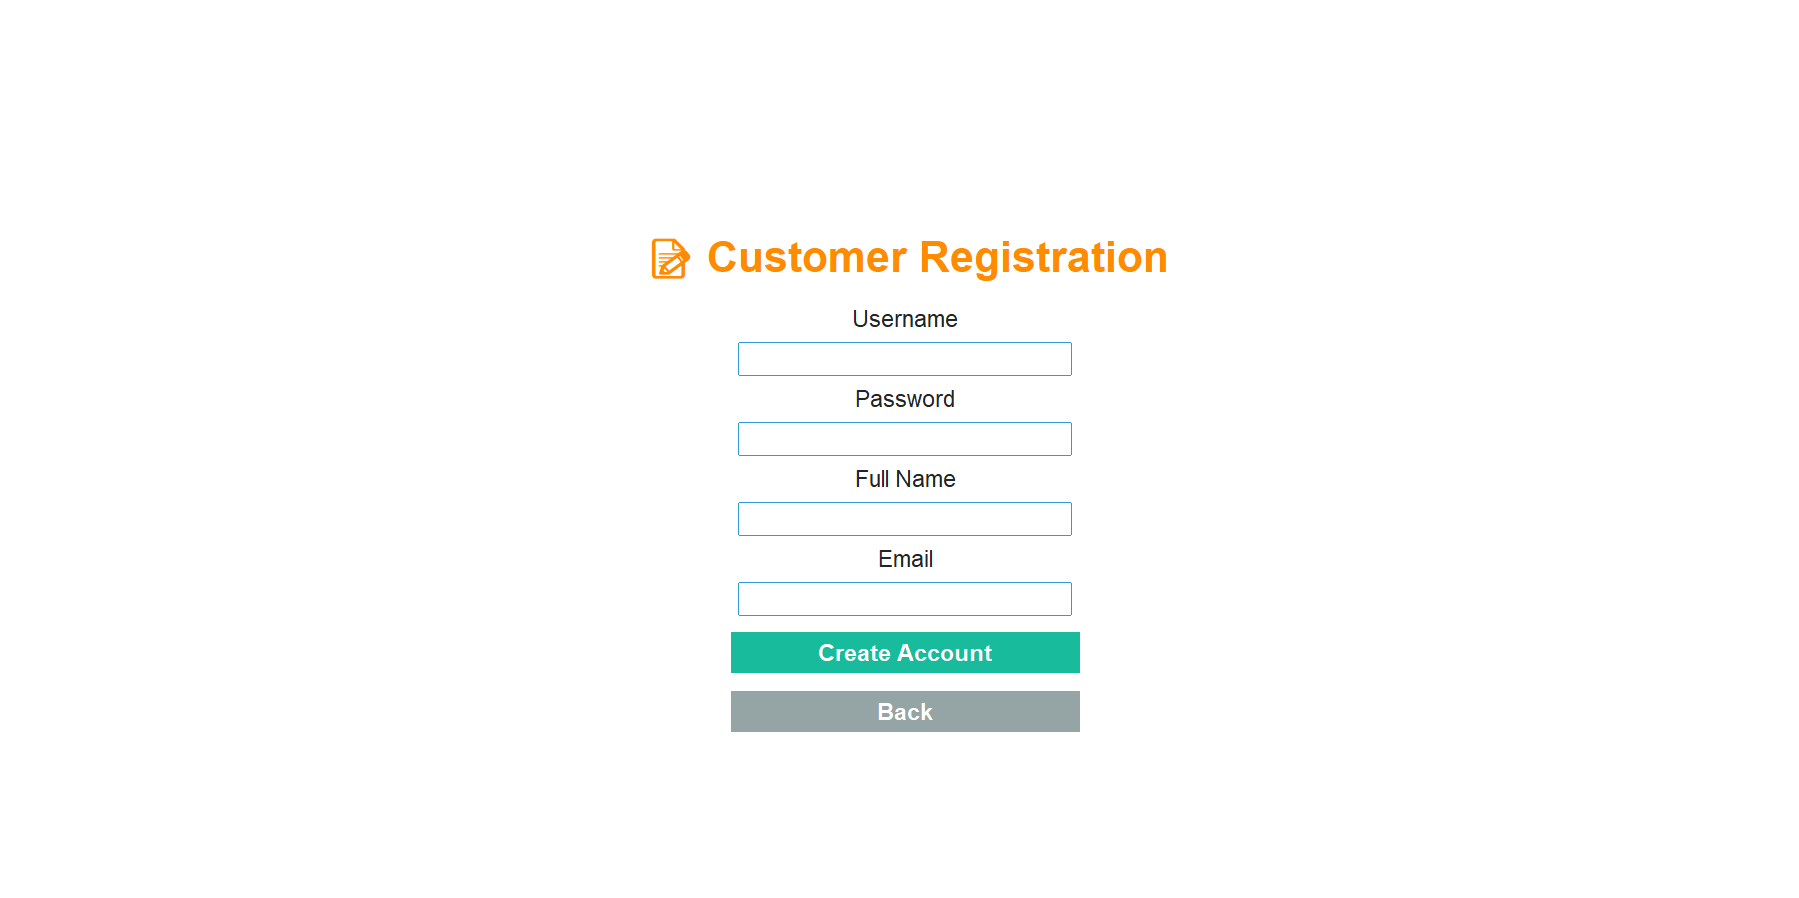 Customer Registration
Username
Password
Full Name
Email
Create Account
Back